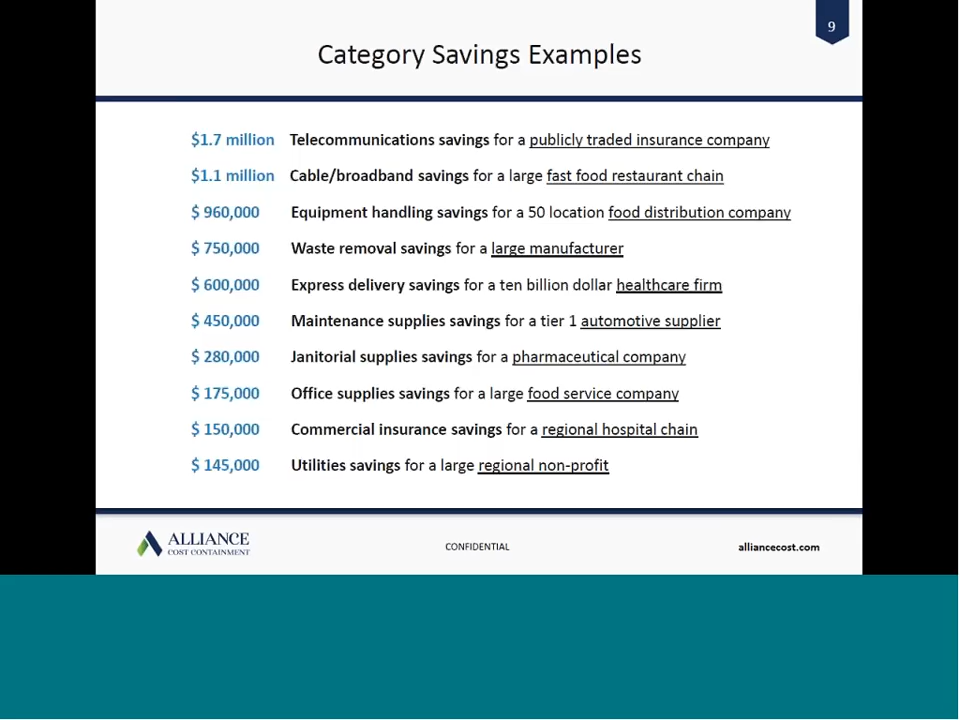 9
Category Savings Examples
$1.7 million Telecommunications savings for a publicly traded insurance company
$1.1 million Cable/broadband savings for a large fast food restaurant chain
$ 960,000 Equipment handling savings for a 50 location food distribution company
$ 750,000 Waste removal savings for a large manufacturer
$ 600,000 Express delivery savings for a ten billion dollar healthcare firm
$ 450,000 Maintenance supplies savings for a tier 1 automotive supplier
$ 280,000 Janitorial supplies savings for a pharmaceutical company
$ 175,000 Office supplies savings for a large food service company
$ 150,000 Commercial insurance savings for a regional hospital chain
$ 145,000 Utilities savings for a large regional non-profit
ALLIANCE
COST CONTAINMENT
CONFIDENTIAL
alliancecost.com